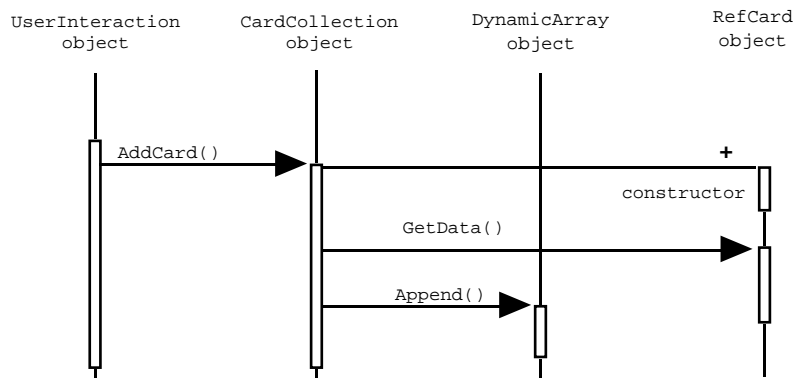 UserInteraction
object
CardCollection
object
DynamicArray
object
RefCard
object
AddCard()
+
constructor
GetData()
Append()